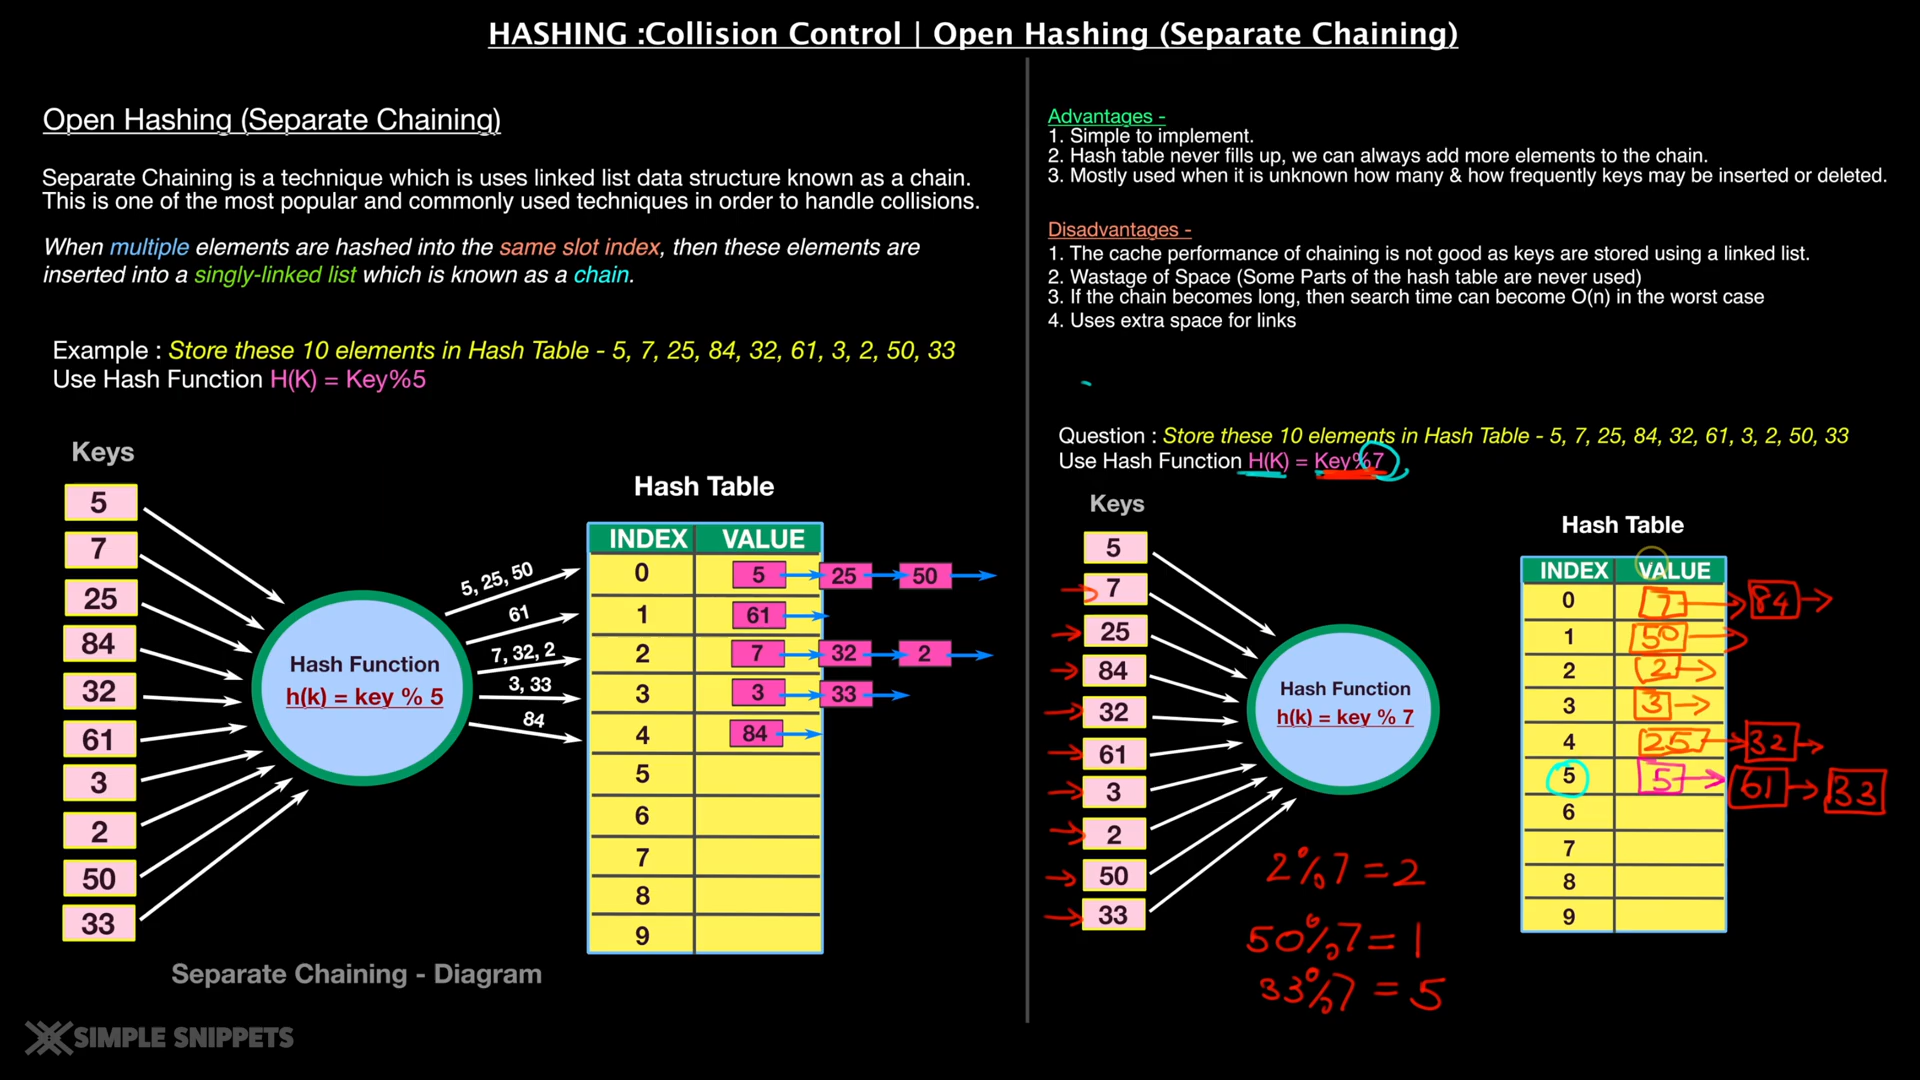 HASHING :Collision Control | Open Hashing (Separate Chaining)
Open Hashing (Separate Chaining)
Separate Chaining is a technique which is uses linked list data structure known as a chain.
This is one of the most popular and commonly used techniques in order to handle collisions.
When multiple elements are hashed into the same slot index, then these elements are
inserted into a singly-linked list which is known as a chain.
Example : Store these 10 elements in Hash Table - 5, 7, 25, 84, 32, 61, 3, 2, 50, 33
Use Hash Function H(K) = Key%5
Keys
5
7
25
84
32
61
3
2
50
33
Hash Function
h(k) = key % 5
5, 25, 50
61
7, 32, 2
3, 33
84
Hash Table
INDEX VALUE
0 5 25 50
1 61
2 7 32 2
3 3 33
4 84
5
6
7
8
9
Separate Chaining - Diagram
SIMPLE SNIPPETS
Advantages -
1. Simple to implement.
2. Hash table never fills up, we can always add more elements to the chain.
3. Mostly used when it is unknown how many & how frequently keys may be inserted or deleted.
Disadvantages -
1. The cache performance of chaining is not good as keys are stored using a linked list.
2. Wastage of Space (Some Parts of the hash table are never used)
3. If the chain becomes long, then search time can become O(n) in the worst case
4. Uses extra space for links
Question : Store these 10 elements in Hash Table - 5, 7, 25, 84, 32, 61, 3, 2, 50, 33
Use Hash Function H(K) = Key%7
Keys
5
7
25
84
32
61
3
2
50
33
Hash Function
h(k) = key % 7
2%7=2
50%7=1
33%7=5
Hash Table
INDEX VALUE
0 7 84
1 50
2 2
3 3
4 25 32
5 5 61 33
6
7
8
9